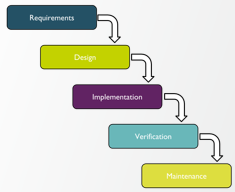 Requirements
Design
Implementation
Verification
Maintenance